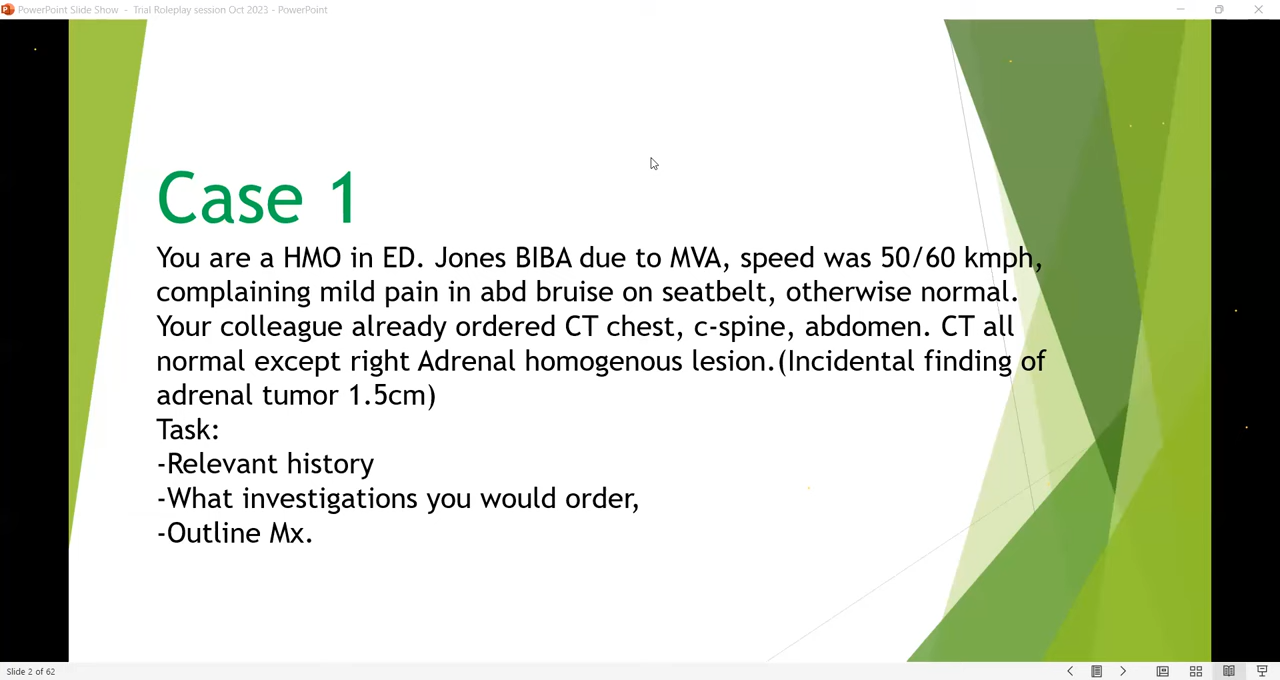 PowerPoint Slide Show - Trial Roleplay session Oct 2023 - PowerPoint
Case 1
You are a HMO in ED. Jones BIBA due to MVA, speed was 50/60 kmph,
complaining mild pain in abd bruise on seatbelt, otherwise normal.
Your colleague already ordered CT chest, c-spine, abdomen. CT all
normal except right Adrenal homogenous lesion.(Incidental finding of
adrenal tumor 1.5cm)
Task:
-Relevant history
-What investigations you would order,
-Outline Mx.
Slide 2 of 62